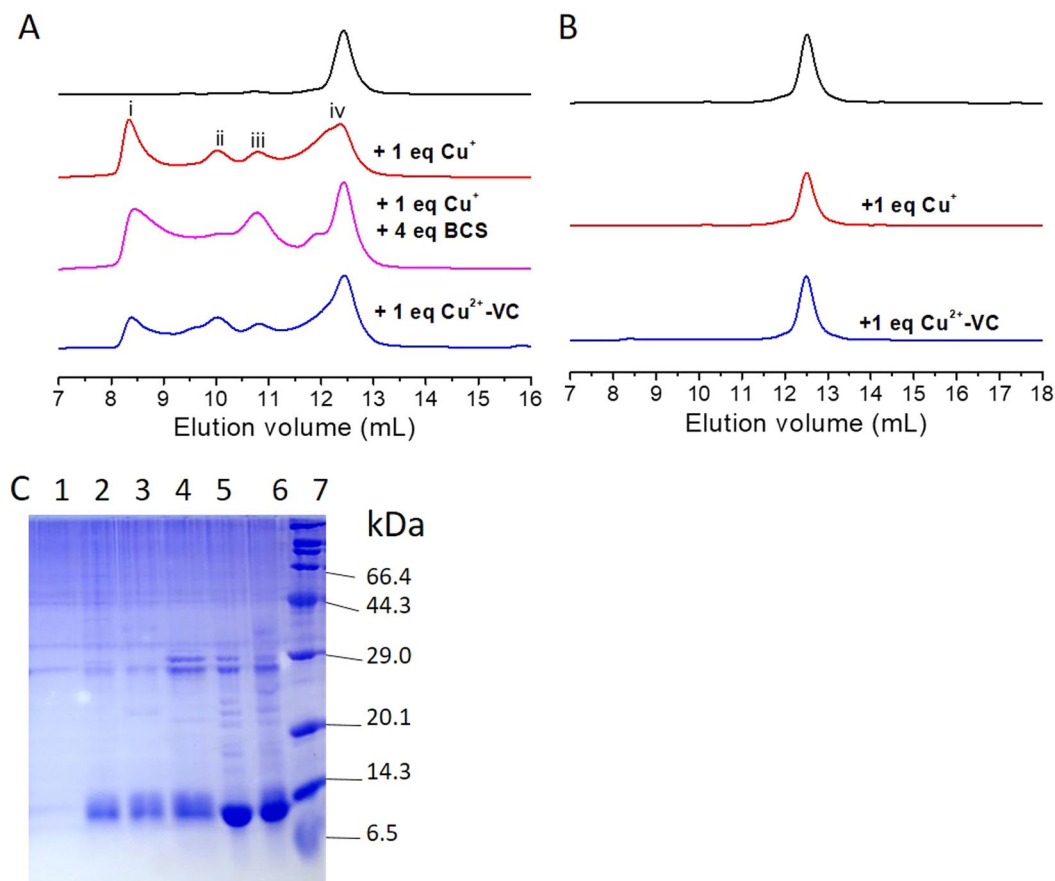 A
i
ii
iii
iv
+ 1 eq Cu⁺
+ 1 eq Cu⁺
+ 4 eq BCS
+ 1 eq Cu²⁺-VC
7 8 9 10 11 12 13 14 15 16
Elution volume (mL)
B
+1 eq Cu⁺
+1 eq Cu²⁺-VC
7 8 9 10 11 12 13 14 15 16 17 18
Elution volume (mL)
C 1 2 3 4 5 6 7
kDa
66.4
44.3
29.0
20.1
14.3
6.5